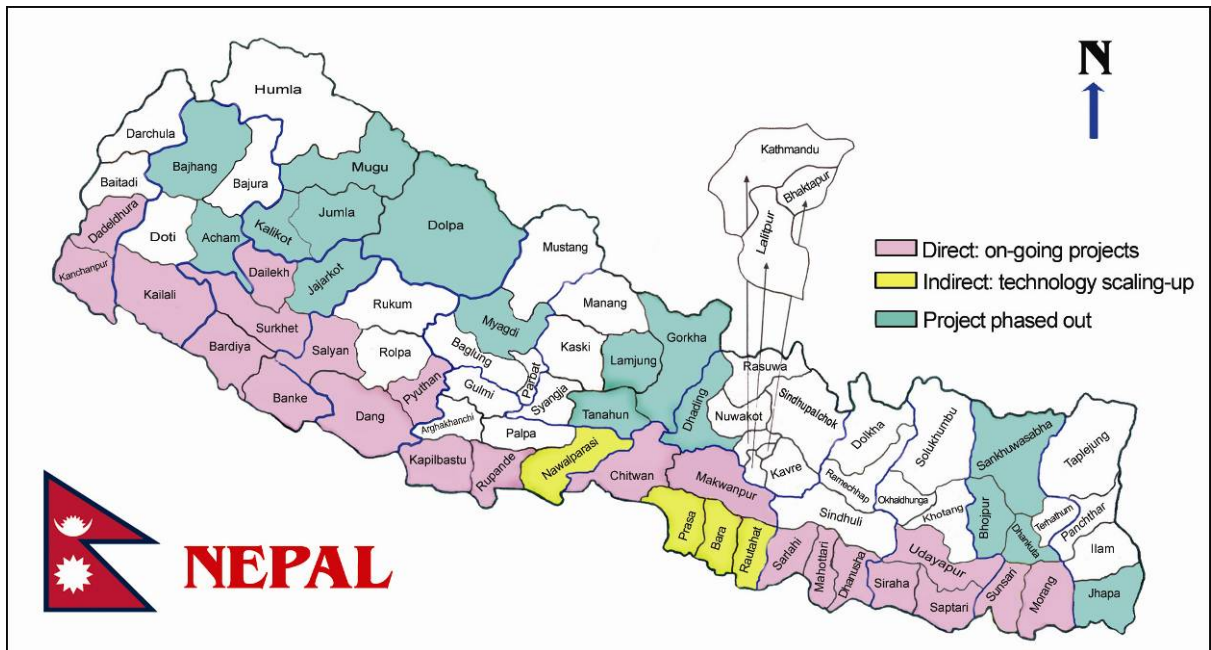 N
Humla
Darchula
Bajhang
Mugu
Baitadi
Bajura
Kathmandu
Bhaktapur
Lalitpur
Dadeldhura
Doti
Acham
Kalikot
Jumla
Dolpa
Mustang
Kanchanpur
Kailali
Dailekh
Jajarkot
Rukum
Myagdi
Manang
Gorkha
Surkhet
Bardiya
Salyan
Rolpa
Baglung
Parbat
Kaski
Lamjung
Rasuwa
Banke
Dang
Pyuthan
Gulmi
Syangja
Tanahun
Dhading
Nuwakot
Sindhupalchok
Dolkha
Solukhumbu
Sankhuwasabha
Taplejung
Arghakhanchi
Palpa
Kapilbastu
Rupande
Nawalparasi
Chitwan
Makwanpur
Kavre
Ramechhap
Okhaldhunga
Khotang
Bhojpur
Dhankuta
Terhathum
Panchthar
Ilam
Sindhuli
Prasa
Bara
Rautahat
Sarlahi
Mahottari
Dhanusha
Siraha
Udayapur
Saptari
Sunsari
Morang
Jhapa
Direct: on-going projects
Indirect: technology scaling-up
Project phased out
NEPAL